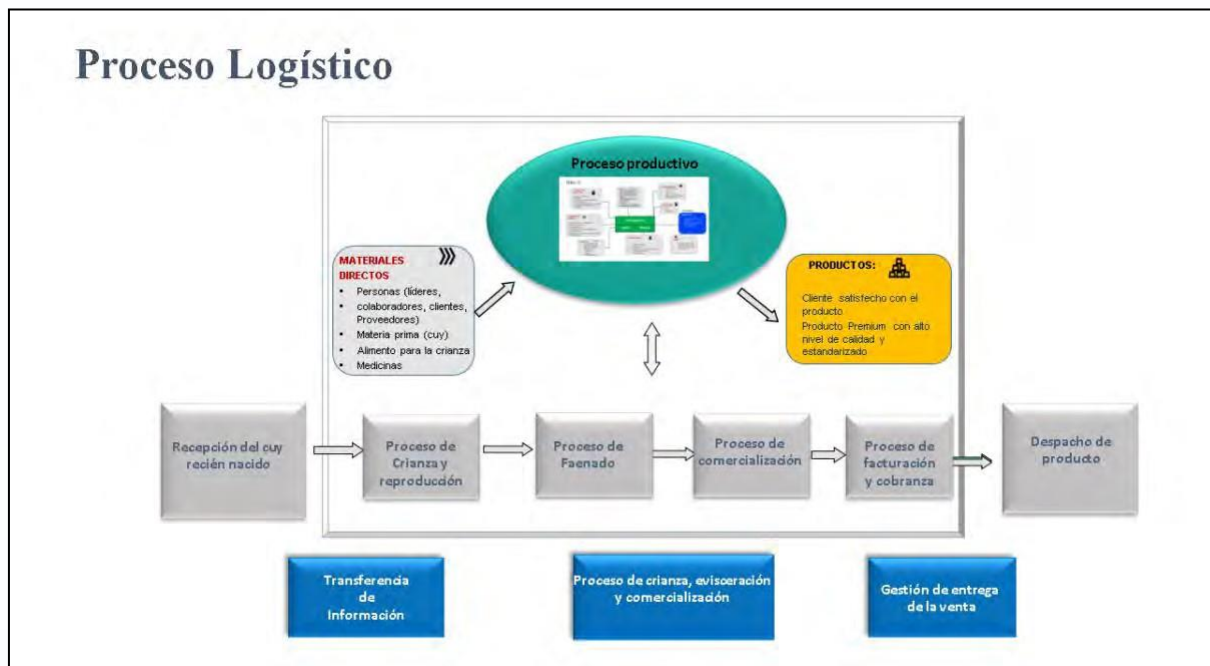 Proceso Logístico
Proceso productivo
MATERIALES
DIRECTOS
• Personas (líderes,
• colaboradores, clientes,
Proveedores)
• Materia prima (cuy)
• Alimento para la crianza
• Medicinas
PRODUCTOS:
Cliente satisfecho con el
producto
Producto Premium con alto
nivel de calidad y
estandarizado
Recepción del cuy
recién nacido
Proceso de
Crianza y
reproducción
Proceso de
Faenado
Proceso de
comercialización
Proceso de
facturación
y cobranza
Despacho de
producto
Transferencia
de
Información
Proceso de crianza, evisceración
y comercialización
Gestión de entrega
de la venta